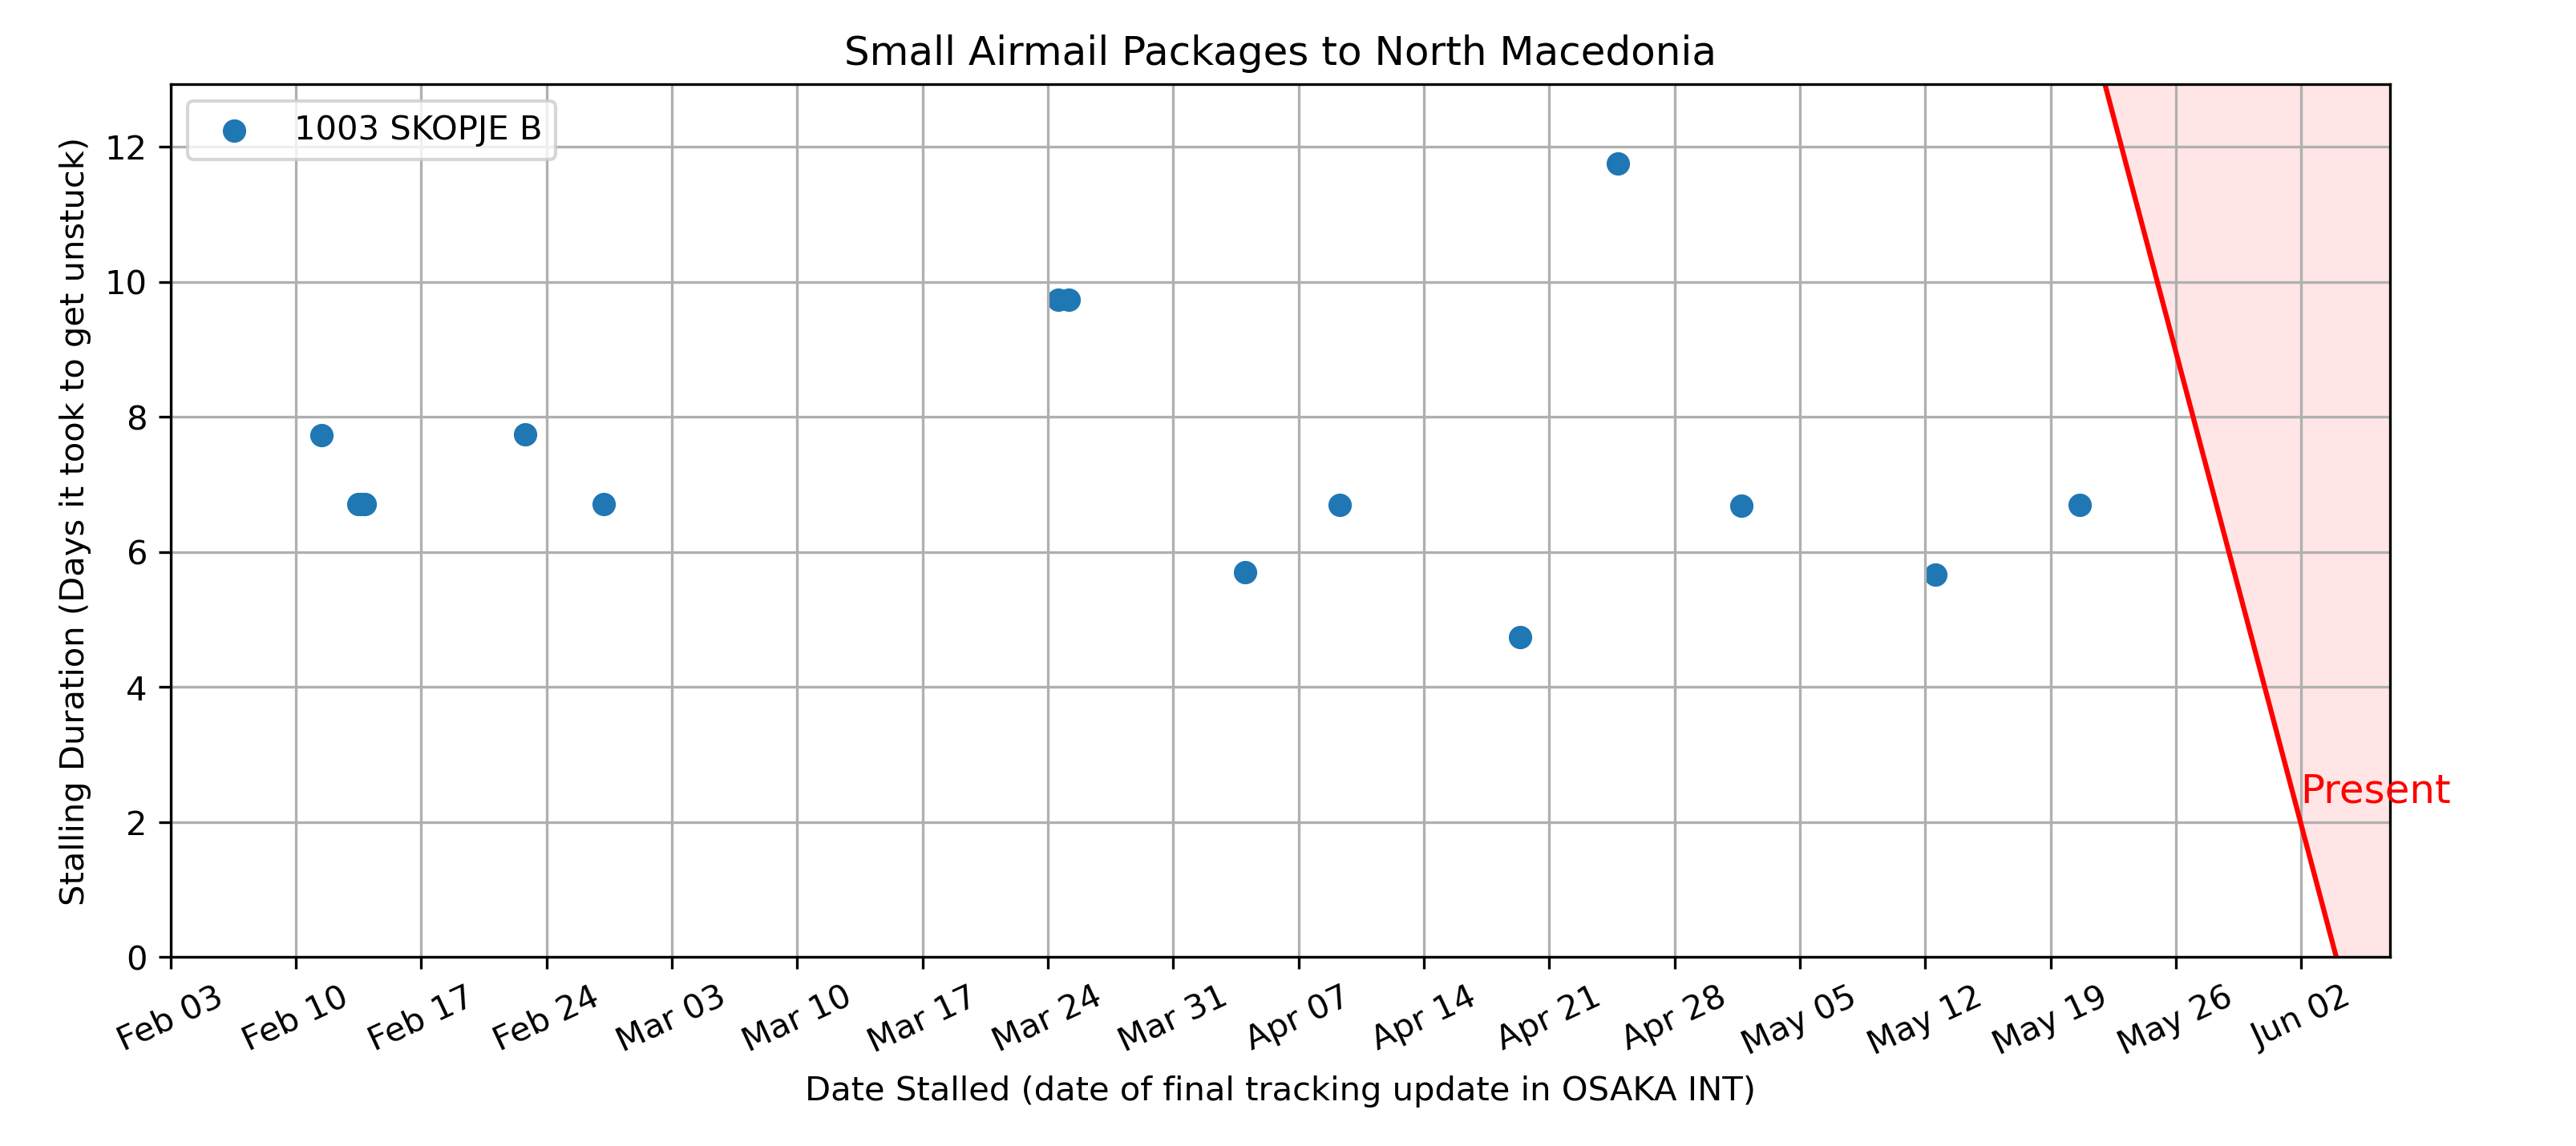 Small Airmail Packages to North Macedonia
1003 SKOPJE B
Stalling Duration (Days it took to get unstuck)
12
10
8
6
4
2
0
Present
Feb 03
Feb 10
Feb 17
Feb 24
Mar 03
Mar 10
Mar 17
Mar 24
Mar 31
Apr 07
Apr 14
Apr 21
Apr 28
May 05
May 12
May 19
May 26
Jun 02
Date Stalled (date of final tracking update in OSAKA INT)